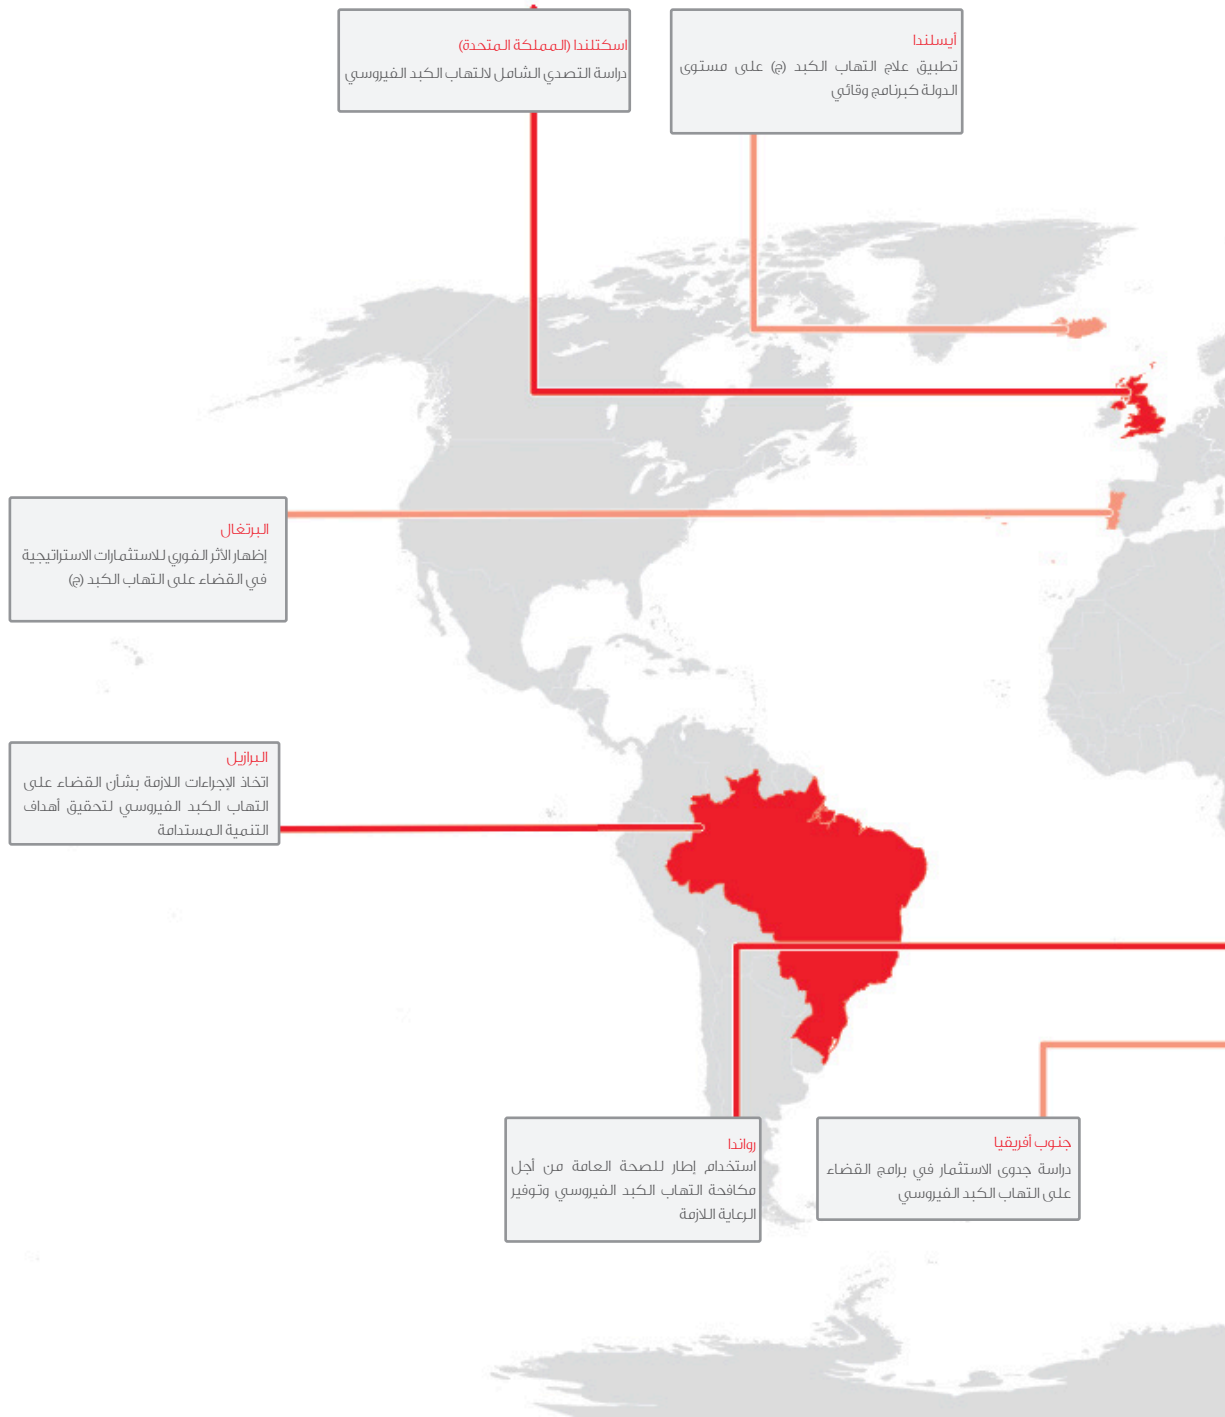 اسكتلندا (المملكة المتحدة)
دراسة التصدي الشامل لالتهاب الكبد الفيروسي
أيسلندا
تطبيق علاج التهاب الكبد (ج) على مستوى
الدولة كبرنامج وقائي
البرتغال
إظهار الأثر الفوري للاستثمارات الاستراتيجية
في القضاء على التهاب الكبد (ج)
البرازيل
اتخاذ الإجراءات اللازمة بشأن القضاء على
التهاب الكبد الفيروسي لتحقيق أهداف
التنمية المستدامة
رواندا
استخدام إطار للصحة العامة من أجل
مكافحة التهاب الكبد الفيروسي وتوفير
الرعاية اللازمة
جنوب أفريقيا
دراسة جدوى الاستثمار في برامج القضاء
على التهاب الكبد الفيروسي